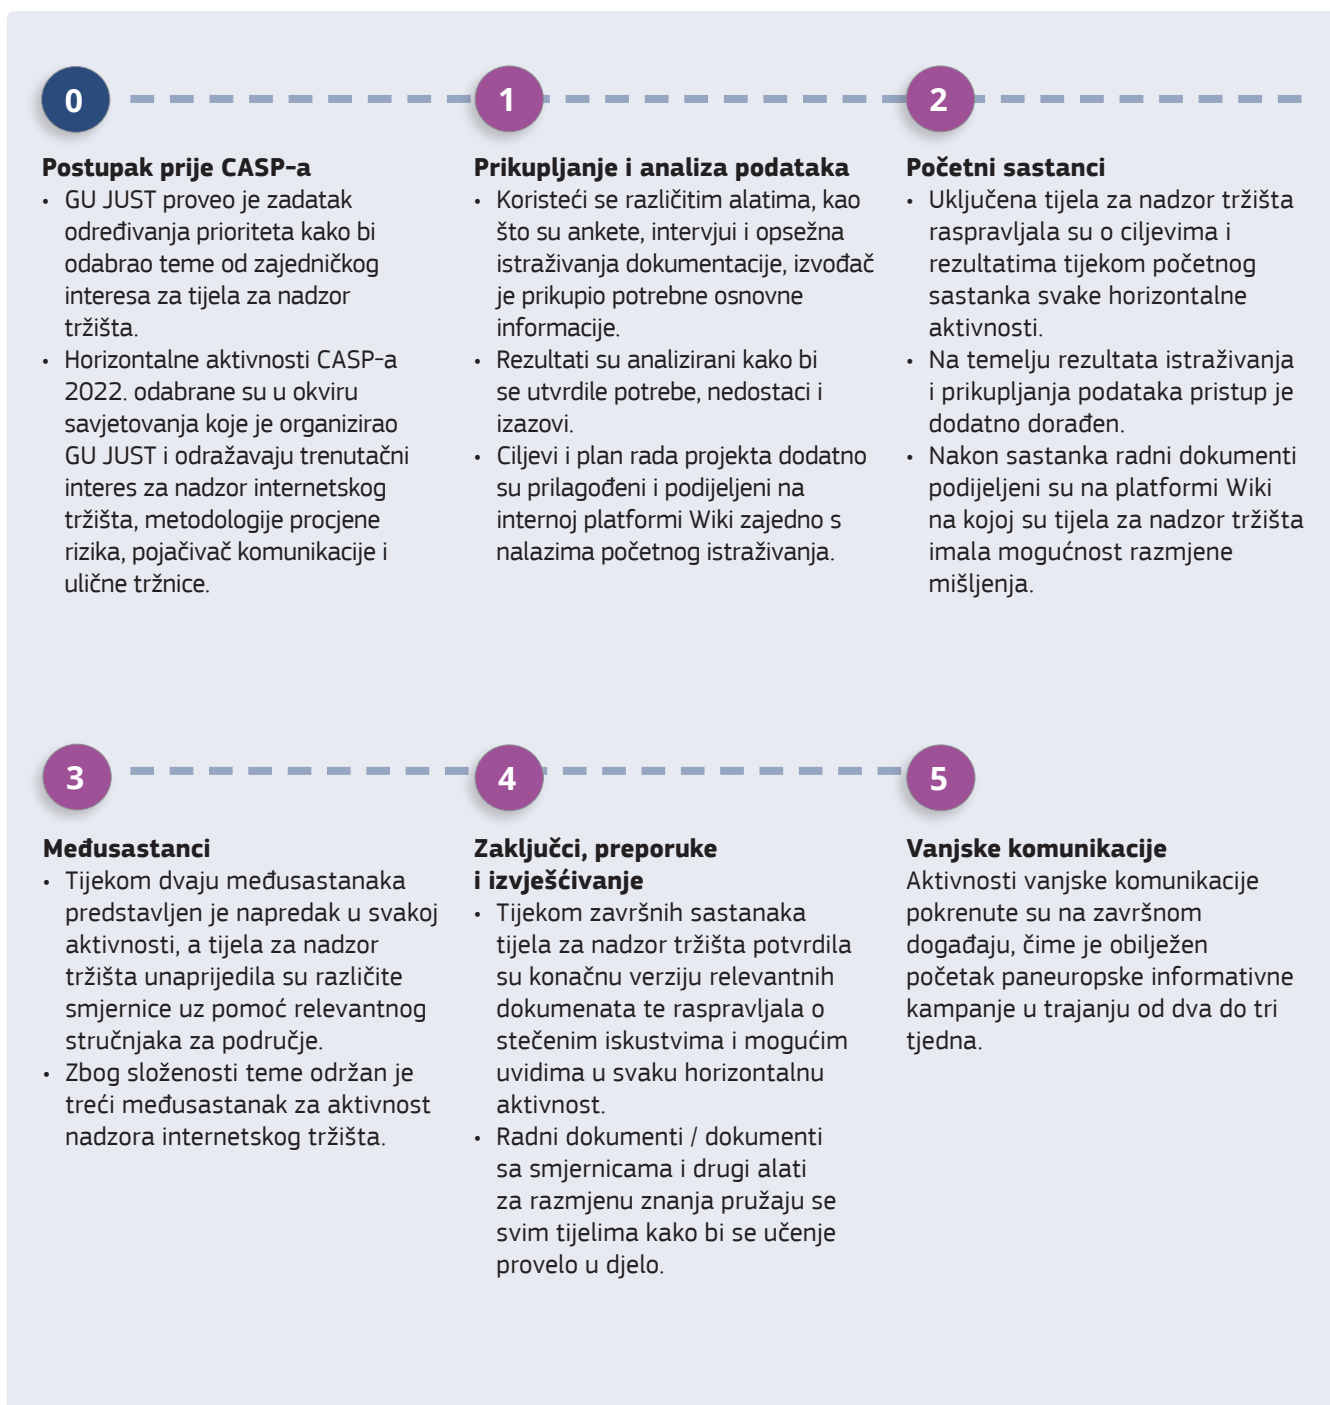 0
Postupak prije CASP-a
• GU JUST proveo je zadatak
određivanja prioriteta kako bi
odabrao teme od zajedničkog
interesa za tijela za nadzor
tržišta.
• Horizontalne aktivnosti CASP-a
2022. odabrane su u okviru
savjetovanja koje je organizirao
GU JUST i odražavaju trenutačni
interes za nadzor internetskog
tržišta, metodologije procjene
rizika, pojačivač komunikacije i
ulične tržnice.
1
Prikupljanje i analiza podataka
• Koristeći se različitim alatima, kao
što su ankete, intervjui i opsežna
istraživanja dokumentacije, izvođač
je prikupio potrebne osnovne
informacije.
• Rezultati su analizirani kako bi
se utvrdile potrebe, nedostaci i
izazovi.
• Ciljevi i plan rada projekta dodatno
su prilagođeni i podijeljeni na
internoj platformi Wiki zajedno s
nalazima početnog istraživanja.
2
Početni sastanci
• Uključena tijela za nadzor tržišta
raspravljala su o ciljevima i
rezultatima tijekom početnog
sastanka svake horizontalne
aktivnosti.
• Na temelju rezultata istraživanja
i prikupljanja podataka pristup je
dodatno dorađen.
• Nakon sastanka radni dokumenti
podijeljeni su na platformi Wiki
na kojoj su tijela za nadzor tržišta
imala mogućnost razmjene
mišljenja.
3
Međusastanci
• Tijekom dvaju međusastanaka
predstavljen je napredak u svakoj
aktivnosti, a tijela za nadzor
tržišta unaprijedila su različite
smjernice uz pomoć relevantnog
stručnjaka za područje.
• Zbog složenosti teme održan je
treći međusastanak za aktivnost
nadzora internetskog tržišta.
4
Zaključci, preporuke
i izvješćivanje
• Tijekom završnih sastanaka
tijela za nadzor tržišta potvrdila
su konačnu verziju relevantnih
dokumenata te raspravljala o
stečenim iskustvima i mogućim
uvidima u svaku horizontalnu
aktivnost.
• Radni dokumenti / dokumenti
sa smjernicama i drugi alati
za razmjenu znanja pružaju se
svim tijelima kako bi se učenje
provelo u djelo.
5
Vanjske komunikacije
Aktivnosti vanjske komunikacije
pokrenute su na završnom
događaju, čime je obilježen
početak paneuropske informativne
kampanje u trajanju od dva do tri
tjedna.